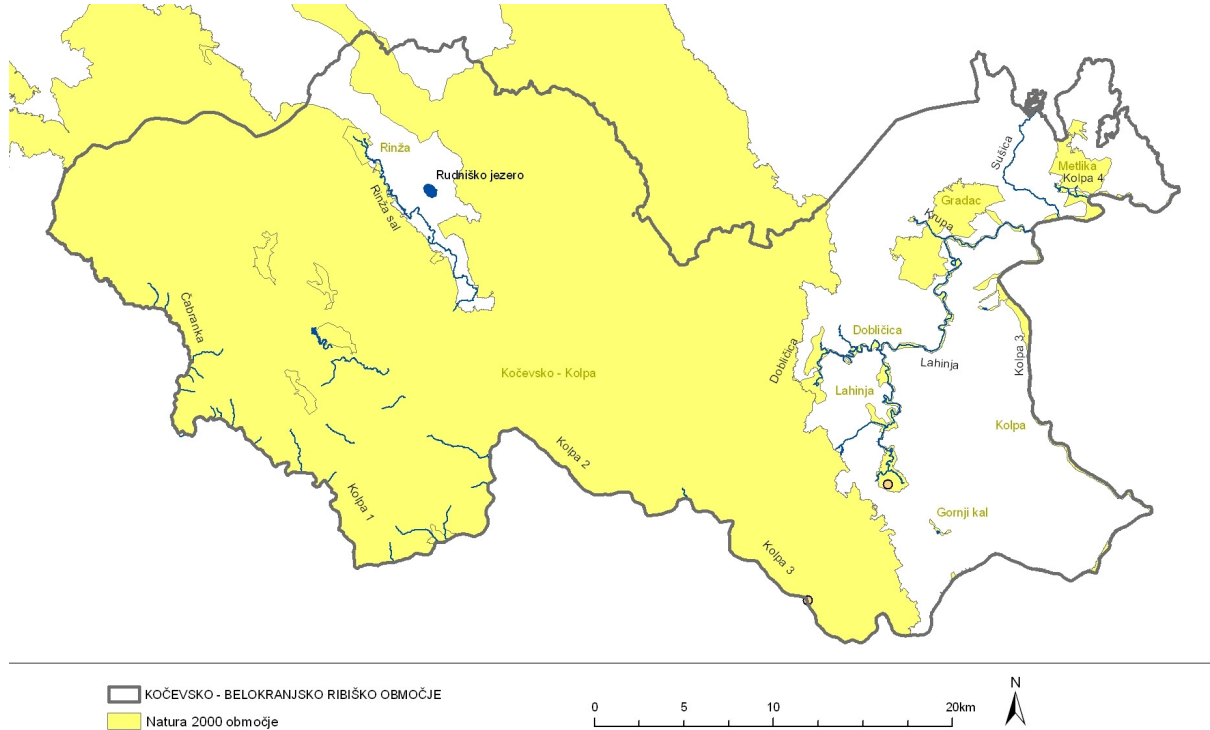 Rinža
Rudniško jezero
Rinža sal
Sušica
Metlika
Kolpa 4
Gradac
Krupa
Čabranka
Dobličica
Dobličica
Lahinja
Kolpa 3
Kočevsko - Kolpa
Lahinja
Kolpa
Kolpa 2
Kolpa 1
Gornji kal
Kolpa 3
KOČEVSKO - BELOKRANJSKO RIBIŠKO OBMOČJE
Natura 2000 območje
0 5 10 20km
N